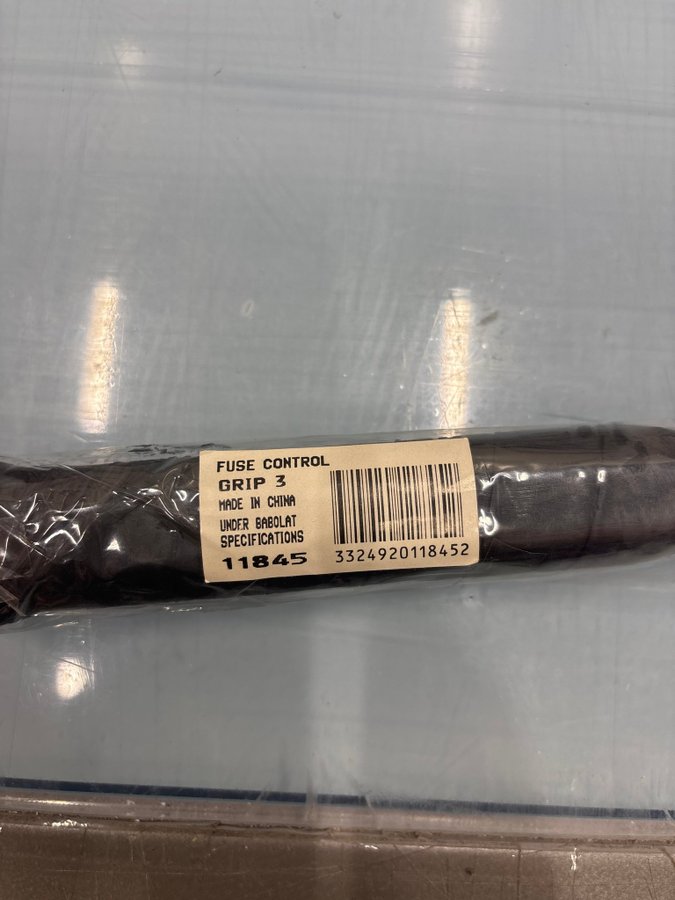 FUSE CONTROL
GRIP 3
MADE IN CHINA
UNDER BABOLAT
SPECIFICATIONS
11845
3324920118452